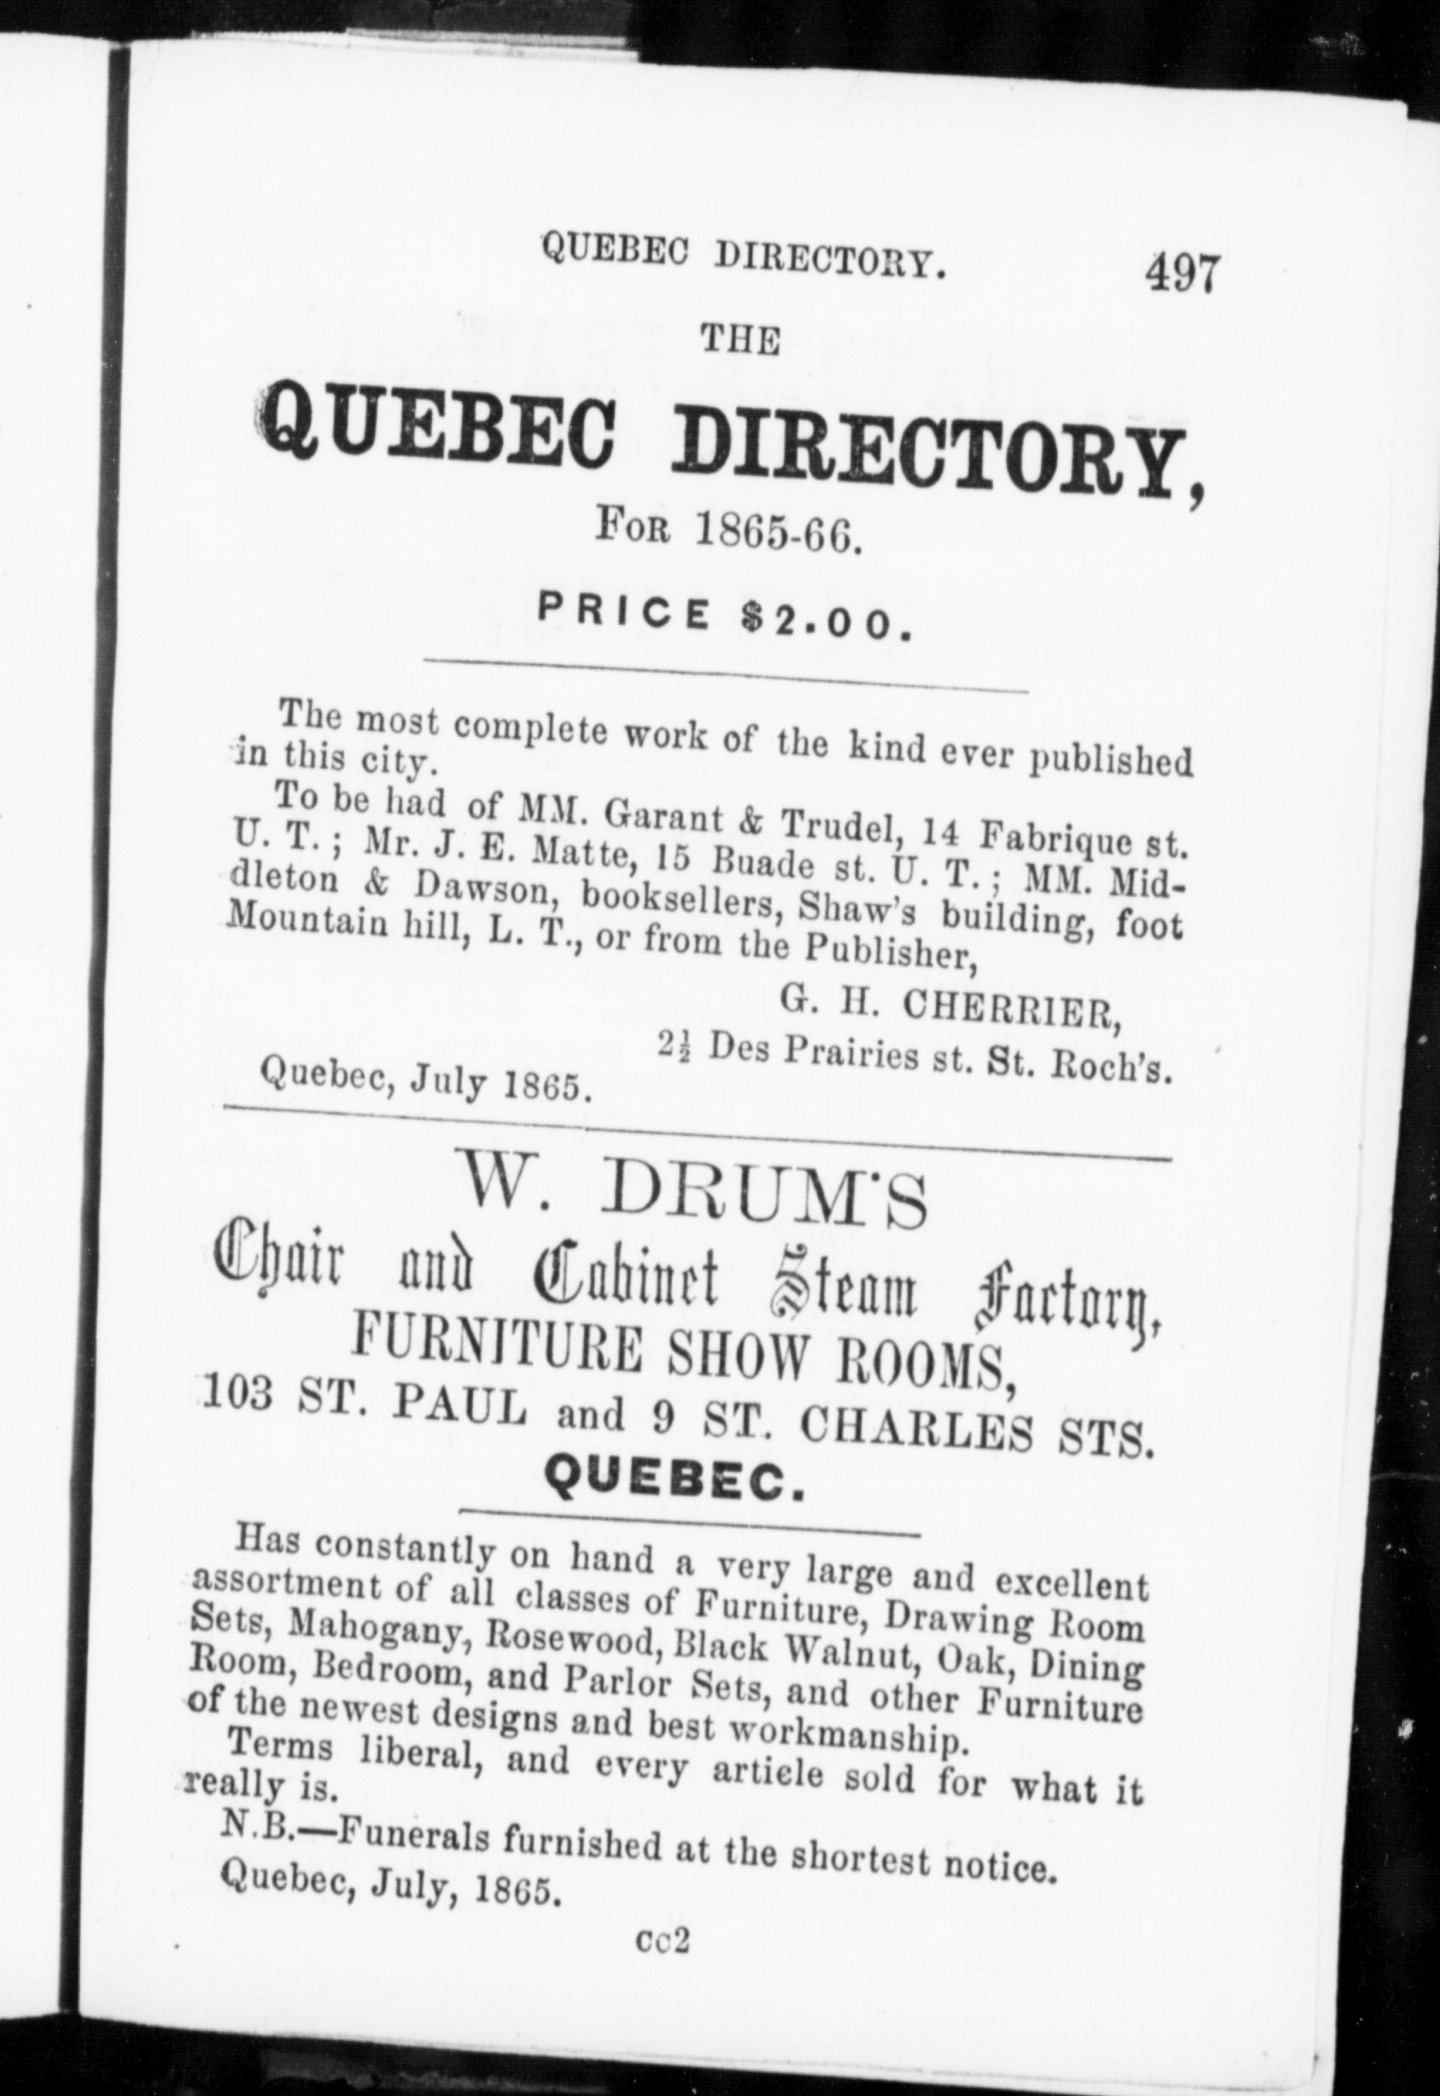 QUEBEC DIRECTORY. 497
THE
QUEBEC DIRECTORY,
FOR 1865-66.
PRICE $2.00.
The most complete work of the kind ever published
in this city.
To be had of MM. Garant & Trudel, 14 Fabrique st.
U. T. ; Mr. J. E. Matte, 15 Buade st. U. T. ; MM. Mid-
dleton & Dawson, booksellers, Shaw's building, foot
Mountain hill, L. T., or from the Publisher,
G. H. CHERRIER,
2½ Des Prairies st. St. Roch's.
Quebec, July 1865.
W. DRUM'S
Chair and Cabinet Steam Factory,
FURNITURE SHOW ROOMS,
103 ST. PAUL and 9 ST. CHARLES STS.
QUEBEC.
Has constantly on hand a very large and excellent
assortment of all classes of Furniture, Drawing Room
Sets, Mahogany, Rosewood, Black Walnut, Oak, Dining
Room, Bedroom, and Parlor Sets, and other Furniture
of the newest designs and best workmanship.
Terms liberal, and every article sold for what it
really is.
N.B.—Funerals furnished at the shortest notice.
Quebec, July, 1865.
CC2